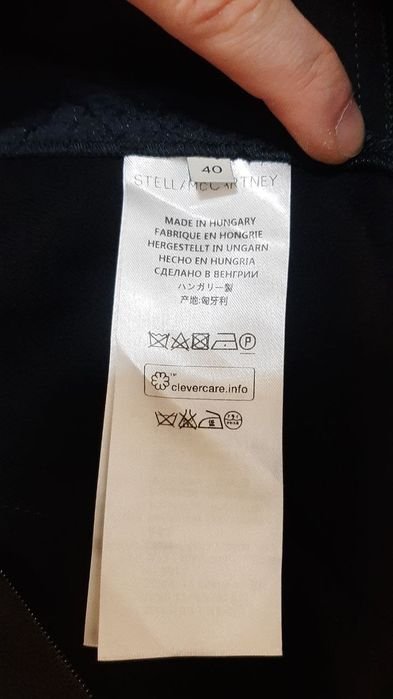 40
STELLA McCARTNEY
MADE IN HUNGARY
FABRIQUE EN HONGRIE
HERGESTELLT IN UNGARN
HECHO EN HUNGRIA
СДЕЛАНО В ВЕНГРИИ
ハンガリー製
产地:匈牙利
P
™
clevercare.info